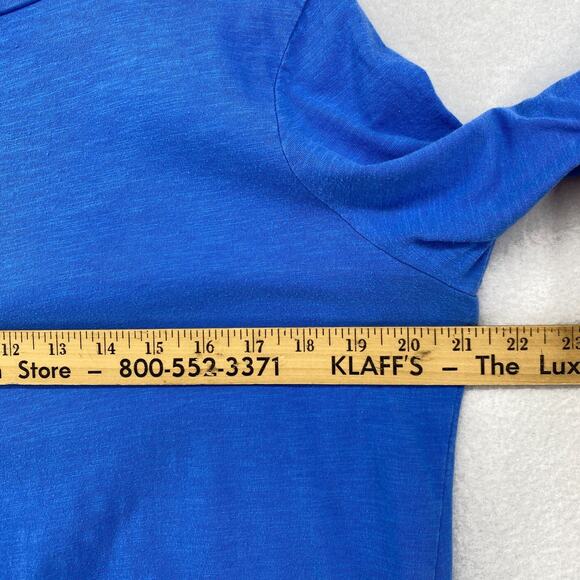 12 13 14 15 16 17 18 19 20 21 22 23
Store – 800-552-3371 KLAFF'S – The Lux